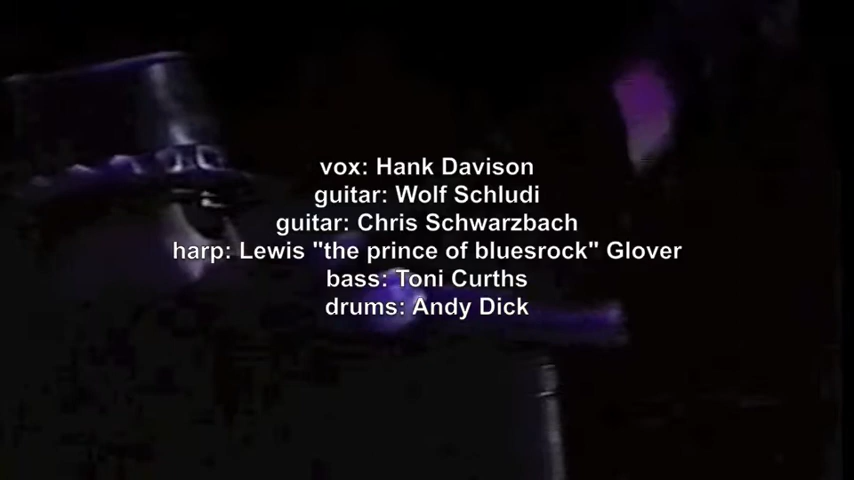 vox: Hank Davison
guitar: Wolf Schludi
guitar: Chris Schwarzbach
harp: Lewis "the prince of bluesrock" Glover
bass: Toni Curths
drums: Andy Dick